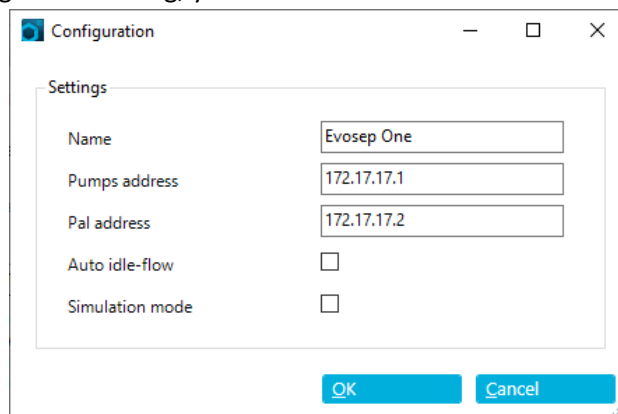 Configuration
Settings
Name Evosep One
Pumps address 172.17.17.1
Pal address 172.17.17.2
Auto idle-flow
Simulation mode
OK Cancel